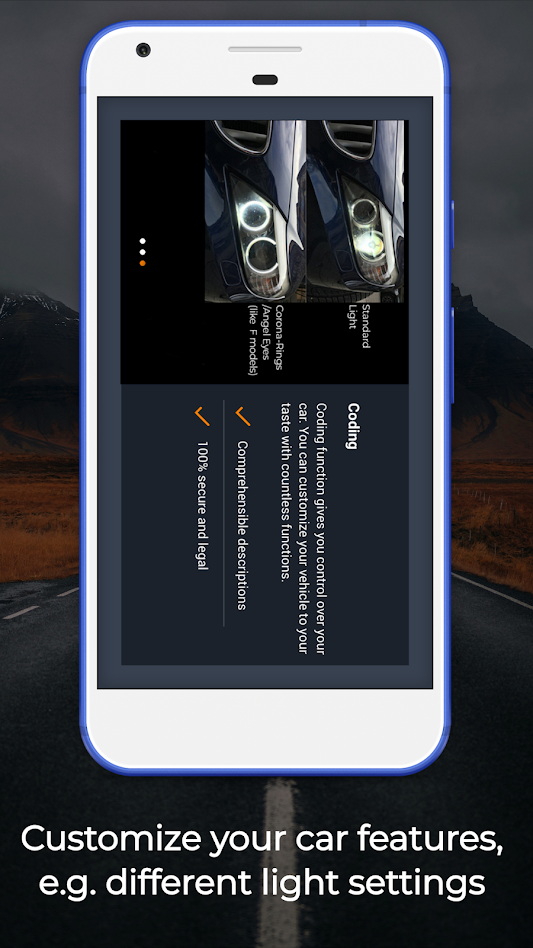 Standard
Light
Corona-Rings
/Angel Eyes
(like F models)
Coding
Coding function gives you control over your
car. You can customize your vehicle to your
taste with countless functions.
Comprehensible descriptions
100% secure and legal
Customize your car features,
e.g. different light settings